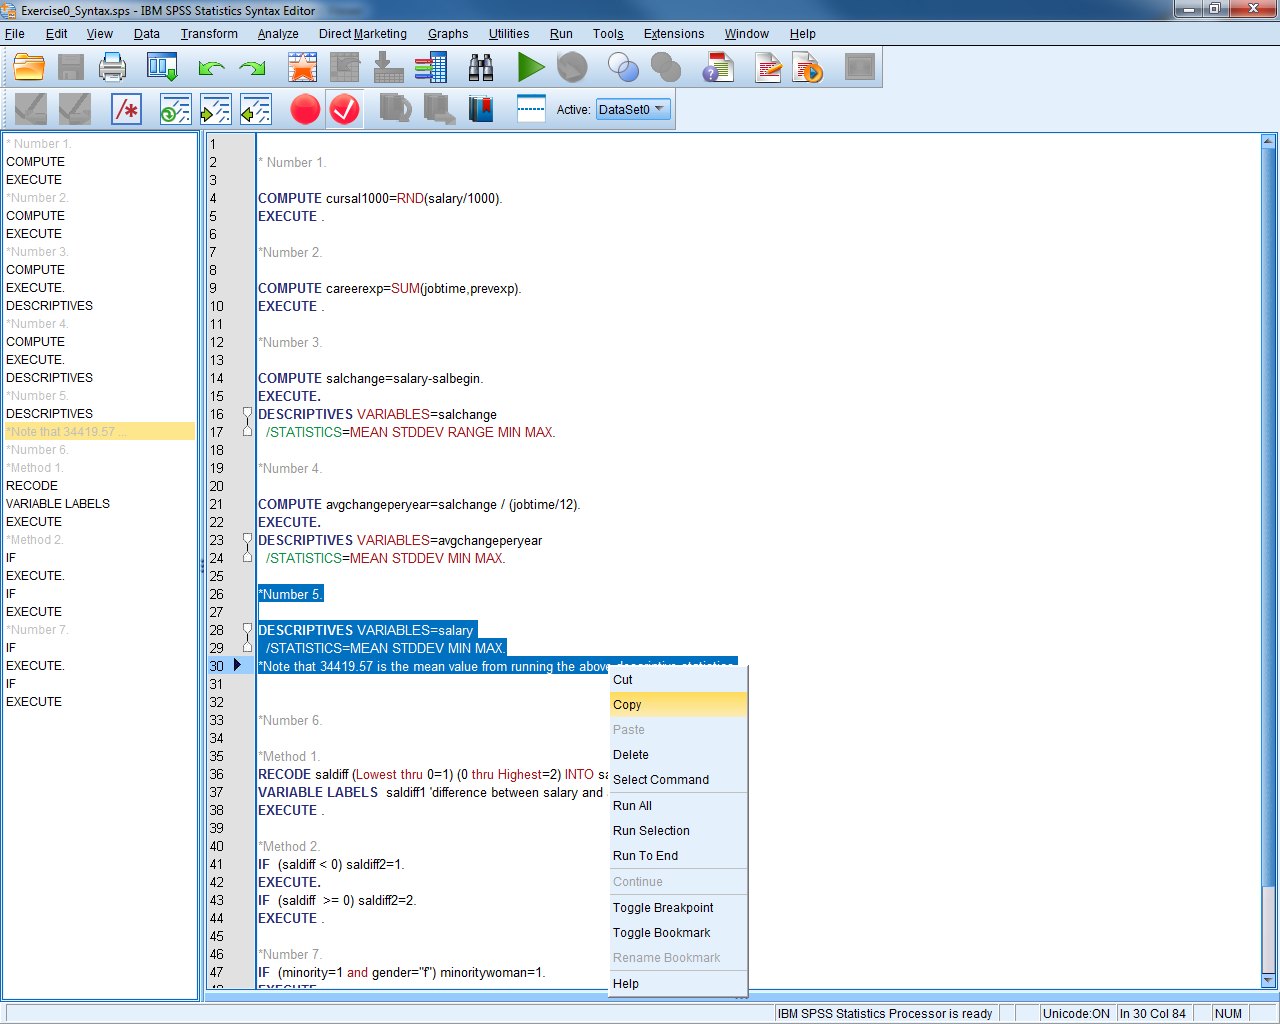 Exercise0_Syntax.sps - IBM SPSS Statistics Syntax Editor
File Edit View Data Transform Analyze Direct Marketing Graphs Utilities Run Tools Extensions Window Help
Active: DataSet0
* Number 1.
COMPUTE
EXECUTE
*Number 2.
COMPUTE
EXECUTE
*Number 3.
COMPUTE
EXECUTE.
DESCRIPTIVES
*Number 4.
COMPUTE
EXECUTE.
DESCRIPTIVES
*Number 5.
DESCRIPTIVES
*Note that 34419.57 ...
*Number 6.
*Method 1.
RECODE
VARIABLE LABELS
EXECUTE
*Method 2.
IF
EXECUTE.
IF
EXECUTE
*Number 7.
IF
EXECUTE.
IF
EXECUTE
1
2 * Number 1.
3
4 COMPUTE cursal1000=RND(salary/1000).
5 EXECUTE .
6
7 *Number 2.
8
9 COMPUTE careerexp=SUM(jobtime,prevexp).
10 EXECUTE .
11
12 *Number 3.
13
14 COMPUTE salchange=salary-salbegin.
15 EXECUTE.
16 DESCRIPTIVES VARIABLES=salchange
17 /STATISTICS=MEAN STDDEV RANGE MIN MAX.
18
19 *Number 4.
20
21 COMPUTE avgchangeperyear=salchange / (jobtime/12).
22 EXECUTE.
23 DESCRIPTIVES VARIABLES=avgchangeperyear
24 /STATISTICS=MEAN STDDEV MIN MAX.
25
26 *Number 5.
27
28 DESCRIPTIVES VARIABLES=salary
29 /STATISTICS=MEAN STDDEV MIN MAX.
30 *Note that 34419.57 is the mean value from running the above descriptive statistics.
31
32
33 *Number 6.
34
35 *Method 1.
36 RECODE saldiff (Lowest thru 0=1) (0 thru Highest=2) INTO sa
37 VARIABLE LABELS saldiff1 'difference between salary and
38 EXECUTE .
39
40 *Method 2.
41 IF (saldiff < 0) saldiff2=1.
42 EXECUTE.
43 IF (saldiff >= 0) saldiff2=2.
44 EXECUTE .
45
46 *Number 7.
47 IF (minority=1 and gender="f") minoritywoman=1.
48 EXECUTE
Cut
Copy
Paste
Delete
Select Command
Run All
Run Selection
Run To End
Continue
Toggle Breakpoint
Toggle Bookmark
Rename Bookmark
Help
IBM SPSS Statistics Processor is ready Unicode:ON In 30 Col 84 NUM